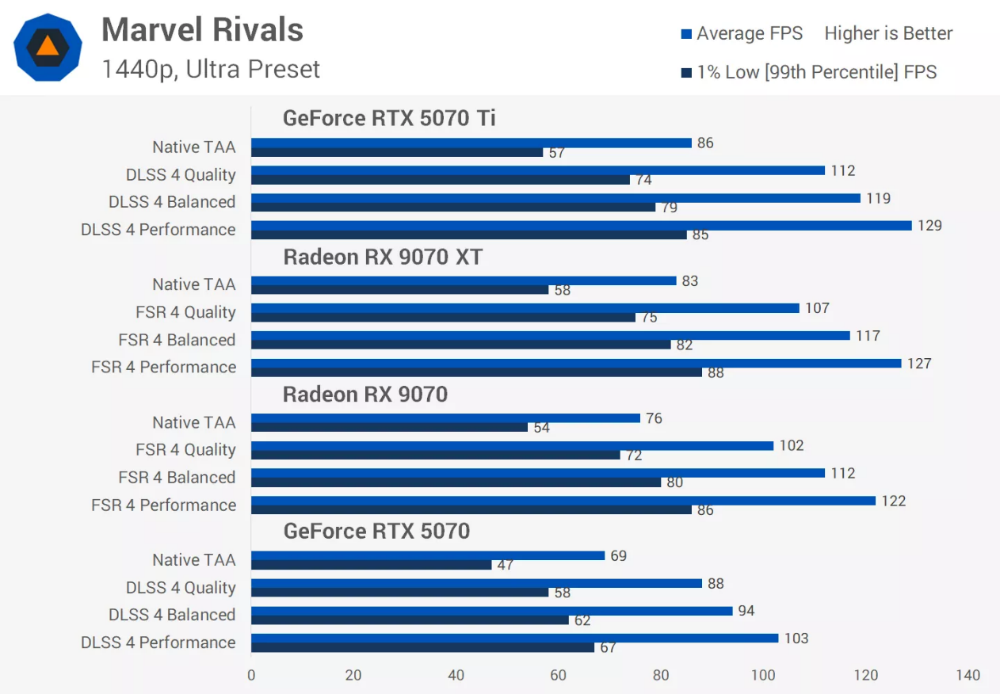 Marvel Rivals
1440p, Ultra Preset
Average FPS Higher is Better
1% Low [99th Percentile] FPS
GeForce RTX 5070 Ti
Native TAA 86
57
DLSS 4 Quality 112
74
DLSS 4 Balanced 119
79
DLSS 4 Performance 129
85
Radeon RX 9070 XT
Native TAA 83
58
FSR 4 Quality 107
75
FSR 4 Balanced 117
82
FSR 4 Performance 127
88
Radeon RX 9070
Native TAA 76
54
FSR 4 Quality 102
72
FSR 4 Balanced 112
80
FSR 4 Performance 122
86
GeForce RTX 5070
Native TAA 69
47
DLSS 4 Quality 88
58
DLSS 4 Balanced 94
62
DLSS 4 Performance 103
67
0 20 40 60 80 100 120 140